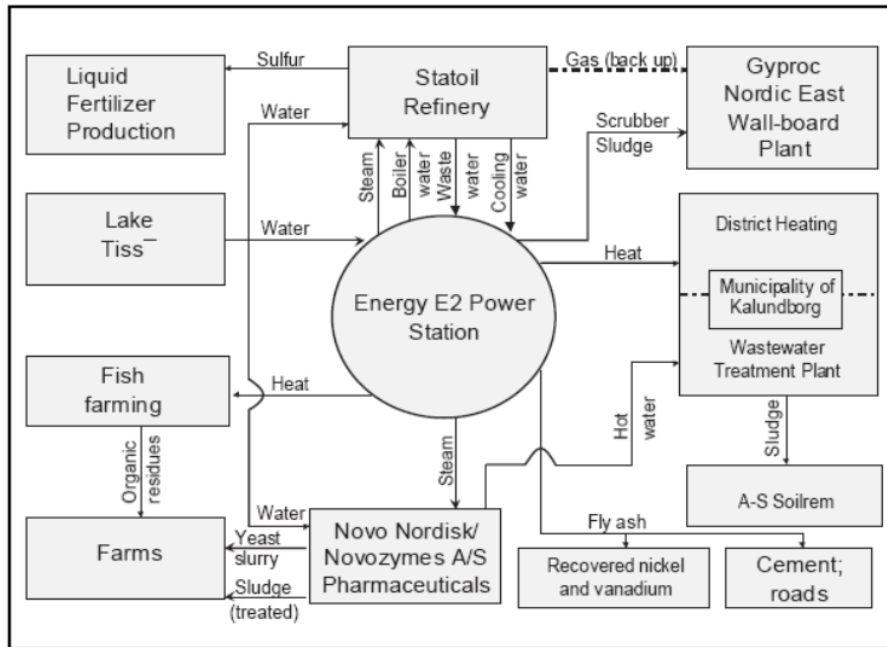 Liquid
Fertilizer
Production
Sulfur
Statoil
Refinery
Gas (back up)
Gyproc
Nordic East
Wall-board
Plant
Water
Scrubber
Sludge
Steam
Boiler
water
Waste
water
Cooling
water
Lake
Tiss¯
Water
Energy E2 Power
Station
Heat
District Heating
Municipality of
Kalundborg
Wastewater
Treatment Plant
Fish
farming
Heat
Organic
residues
Steam
Hot
water
Sludge
A-S Soilrem
Farms
Water
Yeast
slurry
Sludge
(treated)
Novo Nordisk/
Novozymes A/S
Pharmaceuticals
Fly ash
Recovered nickel
and vanadium
Cement;
roads